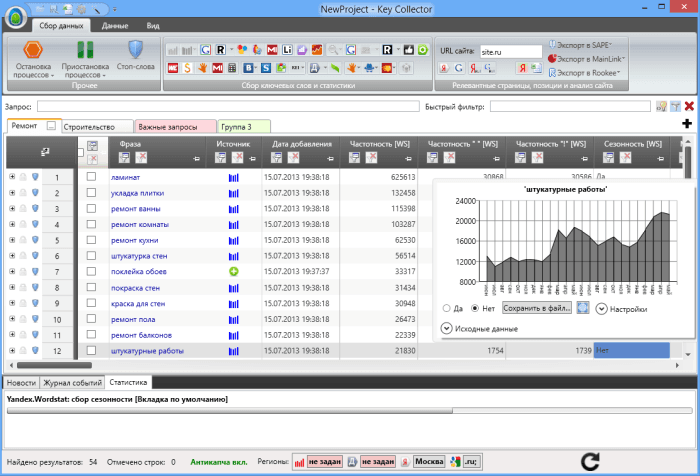 NewProject - Key Collector
Сбор данных Данные Вид
Остановка процессов Приостановка процессов Стоп-слова
Прочее
Сбор ключевых слов и статистики
URL сайта: site.ru
Экспорт в SAPE
Экспорт в MainLink
Экспорт в Rookee
Релевантные страницы, позиции и анализ сайта
Запрос: Быстрый фильтр:
Ремонт ... Строительство Важные запросы Группа 3
Фраза Источник Дата добавления Частотность [WS] Частотность " " [WS] Частотность "!" [WS] Сезонность [WS]
1 ламинат 15.07.2013 19:38:18 625613 30868 30586 Да
2 укладка плитки 15.07.2013 19:38:18 132458
3 ремонт ванны 15.07.2013 19:38:18 115398
4 ремонт комнаты 15.07.2013 19:38:18 103287
5 ремонт кухни 15.07.2013 19:38:18 62530
6 штукатурка стен 15.07.2013 19:38:18 56514
7 поклейка обоев 15.07.2013 19:37:37 33317
8 покраска стен 15.07.2013 19:38:18 31434
9 краска для стен 15.07.2013 19:38:18 30948
10 ремонт пола 15.07.2013 19:38:18 26473
11 ремонт балконов 15.07.2013 19:38:18 22339
12 штукатурные работы 15.07.2013 19:38:18 21830 1754 1739 Нет
'штукатурные работы'
24000
20000
16000
12000
8000
Да Нет Сохранить в файл... Настройки
Исходные данные
Новости Журнал событий Статистика
Yandex.Wordstat: сбор сезонности [Вкладка по умолчанию]
Найдено результатов: 54 Отмечено строк: 0 Антикапча вкл. Регионы: не задан не задан Москва .ru;